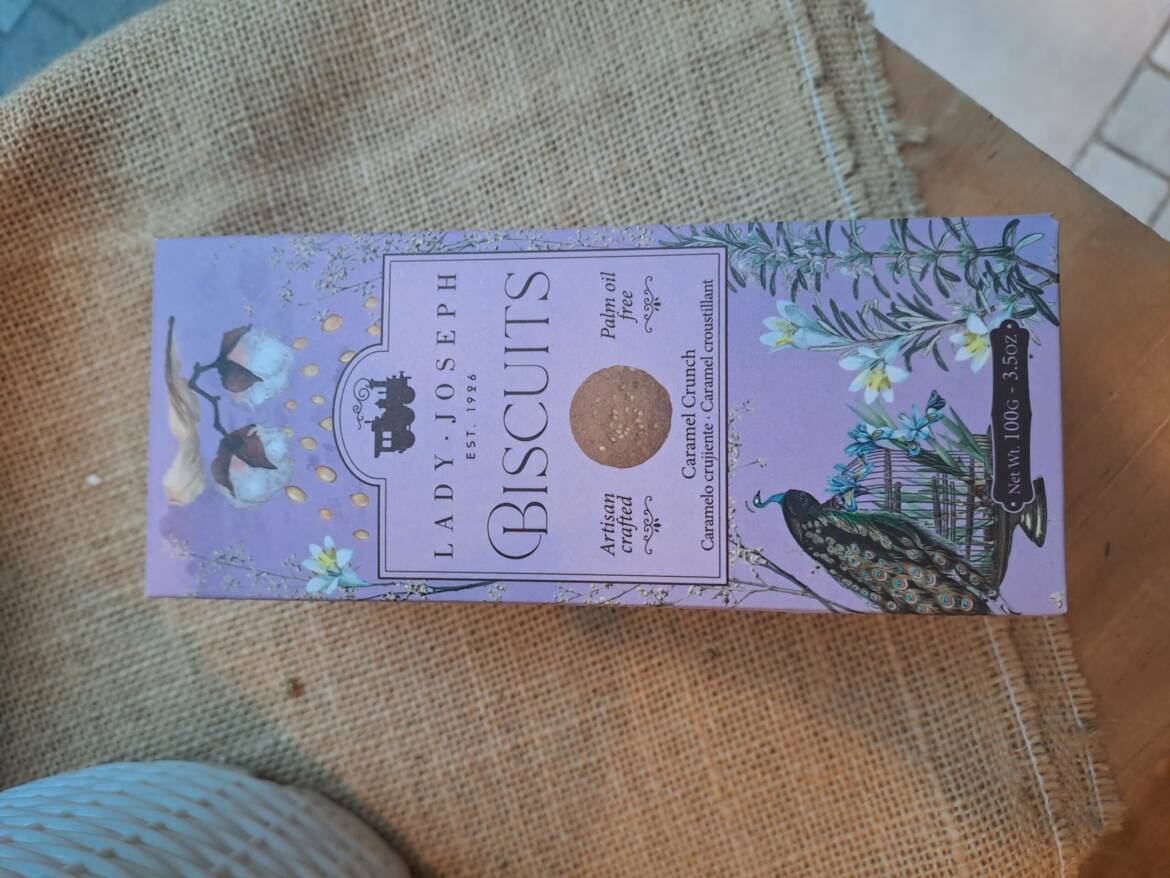 LADY · JOSEPH
EST. 1926
BISCUITS
Artisan
crafted
Palm oil
free
Caramel Crunch
Caramelo crujiente · Caramel croustillant
Net Wt. 100G - 3.5OZ